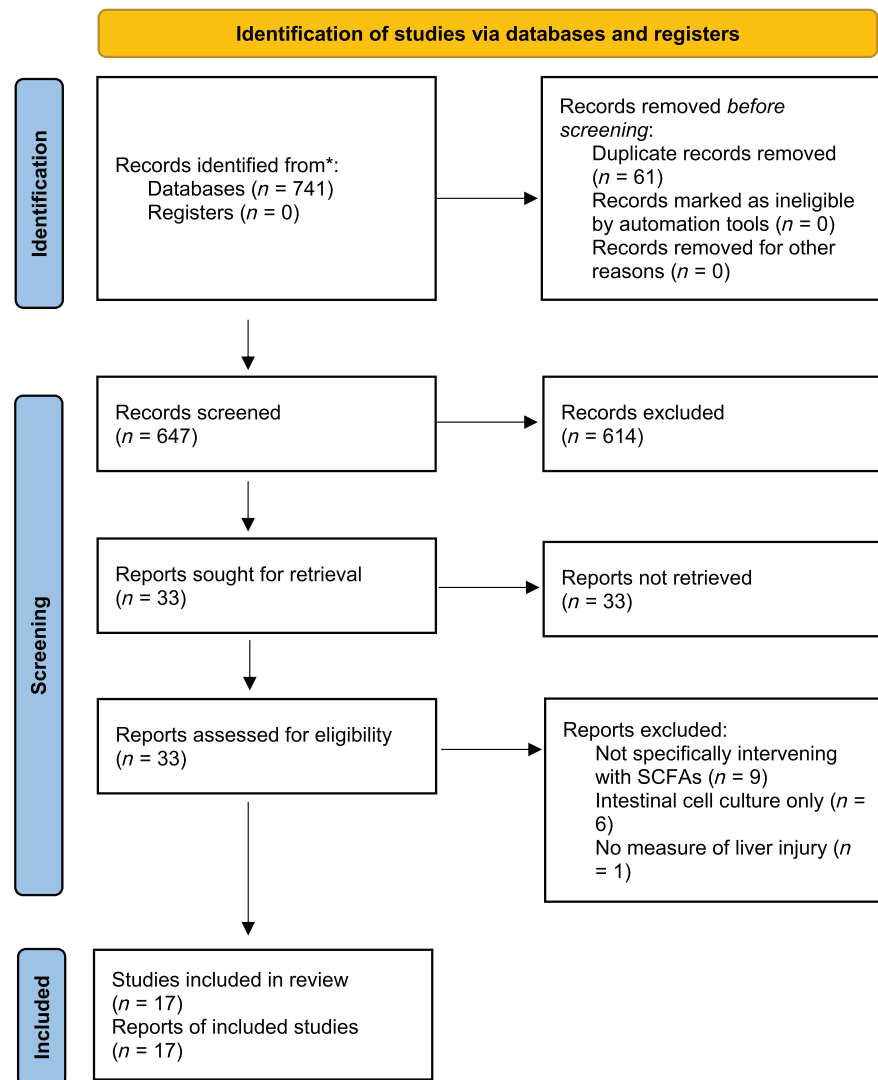 Identification of studies via databases and registers
Identification
Records identified from*:
Databases (n = 741)
Registers (n = 0)
Records removed before
screening:
Duplicate records removed
(n = 61)
Records marked as ineligible
by automation tools (n = 0)
Records removed for other
reasons (n = 0)
Screening
Records screened
(n = 647)
Records excluded
(n = 614)
Reports sought for retrieval
(n = 33)
Reports not retrieved
(n = 33)
Reports assessed for eligibility
(n = 33)
Reports excluded:
Not specifically intervening
with SCFAs (n = 9)
Intestinal cell culture only (n =
6)
No measure of liver injury (n
= 1)
Included
Studies included in review
(n = 17)
Reports of included studies
(n = 17)